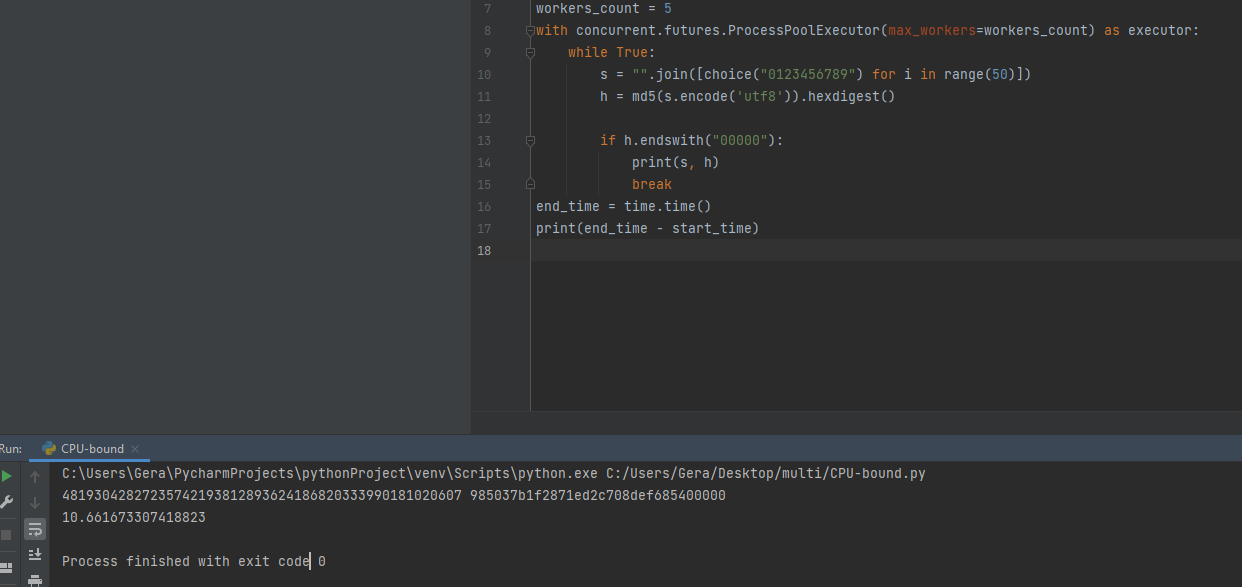 7 workers_count = 5
8 with concurrent.futures.ProcessPoolExecutor(max_workers=workers_count) as executor:
9 while True:
10 s = "".join([choice("0123456789") for i in range(50)])
11 h = md5(s.encode('utf8')).hexdigest()
12
13 if h.endswith("00000"):
14 print(s, h)
15 break
16 end_time = time.time()
17 print(end_time - start_time)
18
Run: CPU-bound
C:\Users\Gera\PycharmProjects\pythonProject\venv\Scripts\python.exe C:/Users/Gera/Desktop/multi/CPU-bound.py
48193042827235742193812893624186820333990181020607 985037b1f2871ed2c708def685400000
10.661673307418823
Process finished with exit code 0